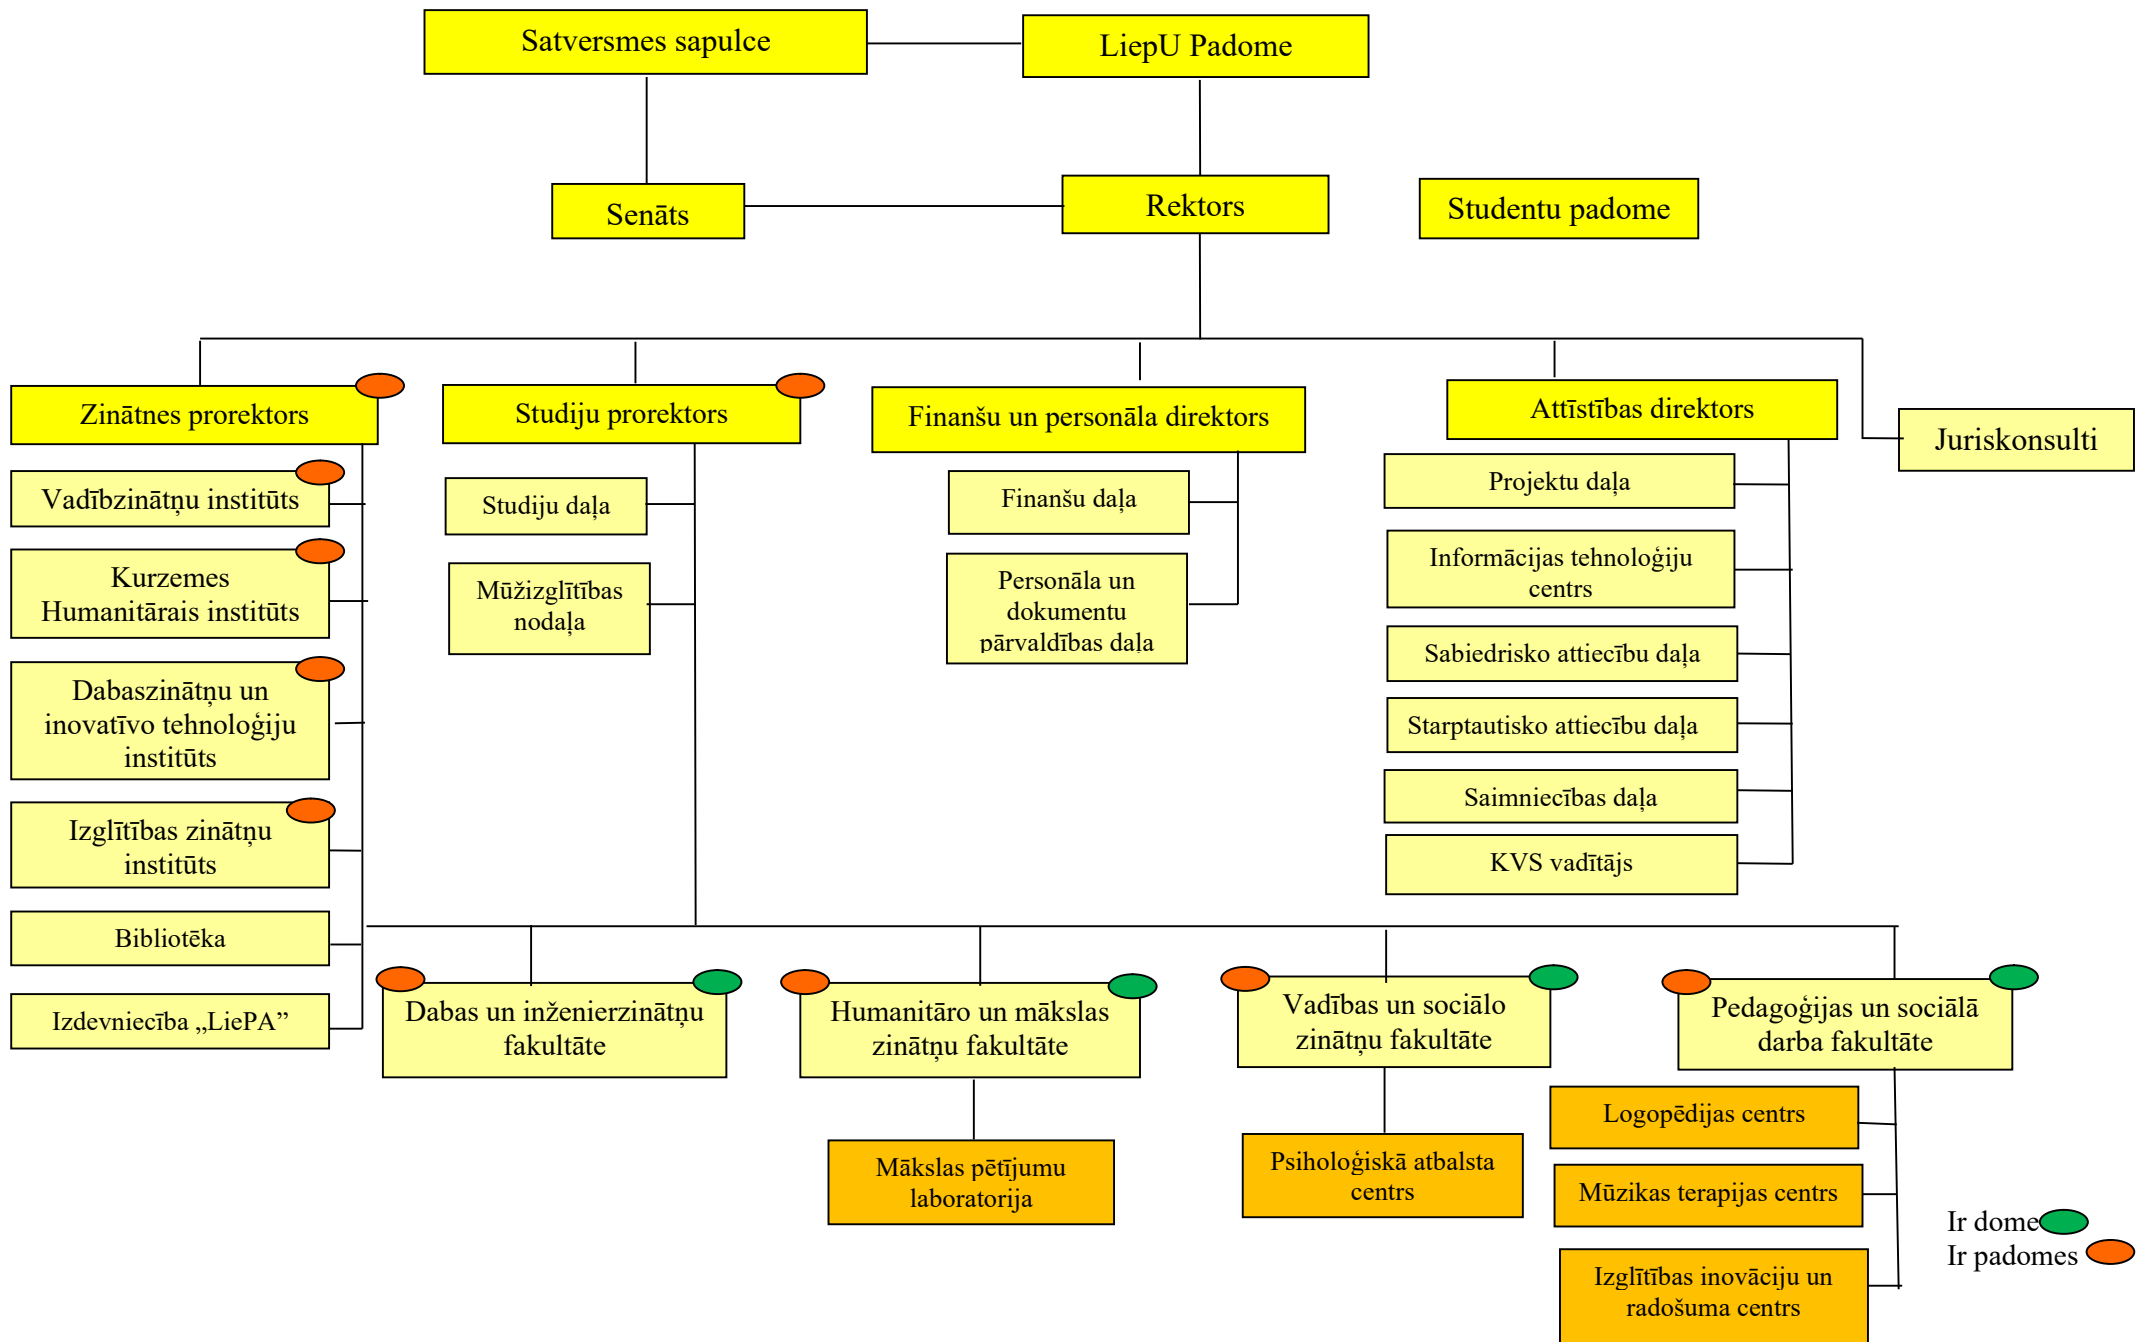 Satversmes sapulce
LiepU Padome
Senāts
Rektors
Studentu padome
Zinātnes prorektors
Studiju prorektors
Finanšu un personāla direktors
Attīstības direktors
Juriskonsulti
Vadībzinātņu institūts
Kurzemes
Humanitārais institūts
Dabaszinātņu un
inovatīvo tehnoloģiju
institūts
Izglītības zinātņu
institūts
Bibliotēka
Izdevniecība „LiePA”
Studiju daļa
Mūžizglītības
nodaļa
Finanšu daļa
Personāla un
dokumentu
pārvaldības daļa
Projektu daļa
Informācijas tehnoloģiju
centrs
Sabiedrisko attiecību daļa
Starptautisko attiecību daļa
Saimniecības daļa
KVS vadītājs
Dabas un inženierzinātņu
fakultāte
Humanitāro un mākslas
zinātņu fakultāte
Vadības un sociālo
zinātņu fakultāte
Pedagoģijas un sociālā
darba fakultāte
Mākslas pētījumu
laboratorija
Psiholoģiskā atbalsta
centrs
Logopēdijas centrs
Mūzikas terapijas centrs
Izglītības inovāciju un
radošuma centrs
Ir dome
Ir padomes